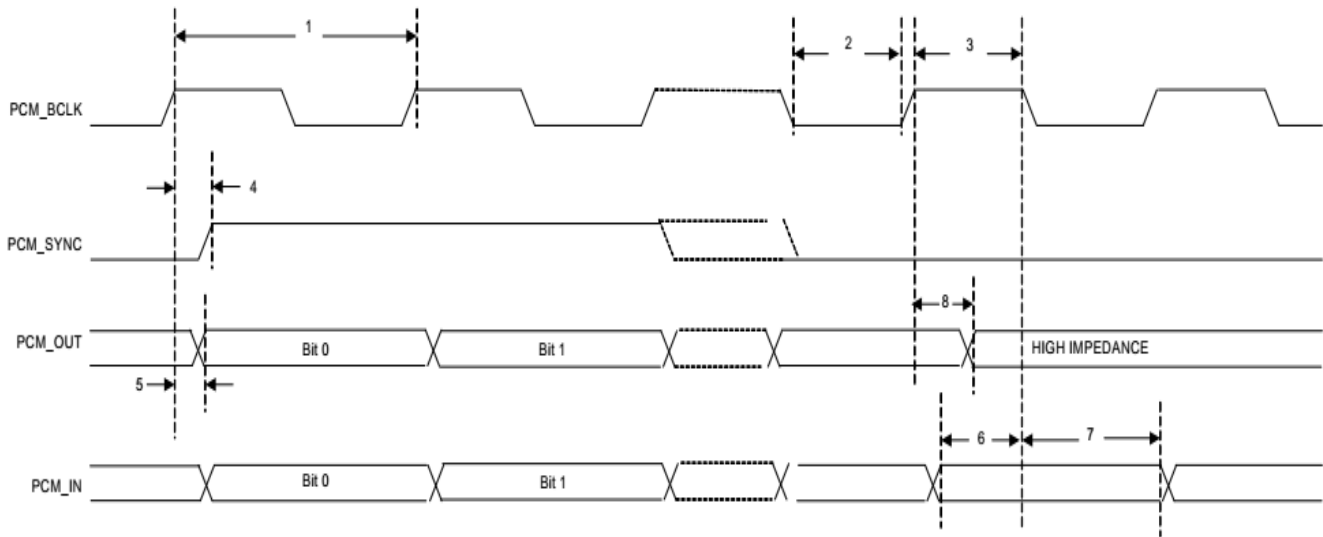 1
2
3
PCM_BCLK
4
PCM_SYNC
8
PCM_OUT
Bit 0
Bit 1
HIGH IMPEDANCE
5
6
7
PCM_IN
Bit 0
Bit 1